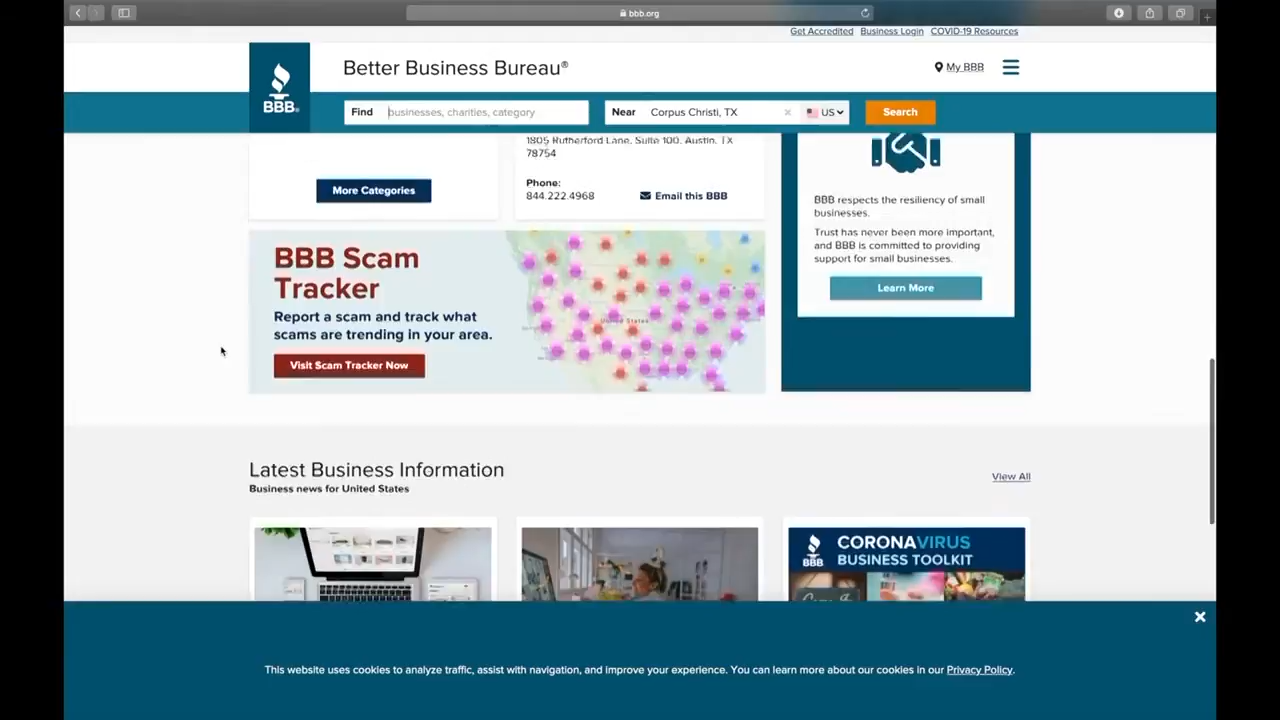 bbb.org
Get Accredited Business Login COVID-19 Resources
BBB®
Better Business Bureau®
My BBB
Find businesses, charities, category
Near Corpus Christi, TX × US
Search
1805 Rutherford Lane, Suite 100, Austin, TX
78754
Phone:
844.222.4968
Email this BBB
More Categories
BBB respects the resiliency of small
businesses.
Trust has never been more important,
and BBB is committed to providing
support for small businesses.
Learn More
BBB Scam
Tracker
Report a scam and track what
scams are trending in your area.
Visit Scam Tracker Now
United States
Latest Business Information
Business news for United States
View All
BBB
CORONAVIRUS
BUSINESS TOOLKIT
This website uses cookies to analyze traffic, assist with navigation, and improve your experience. You can learn more about our cookies in our Privacy Policy.